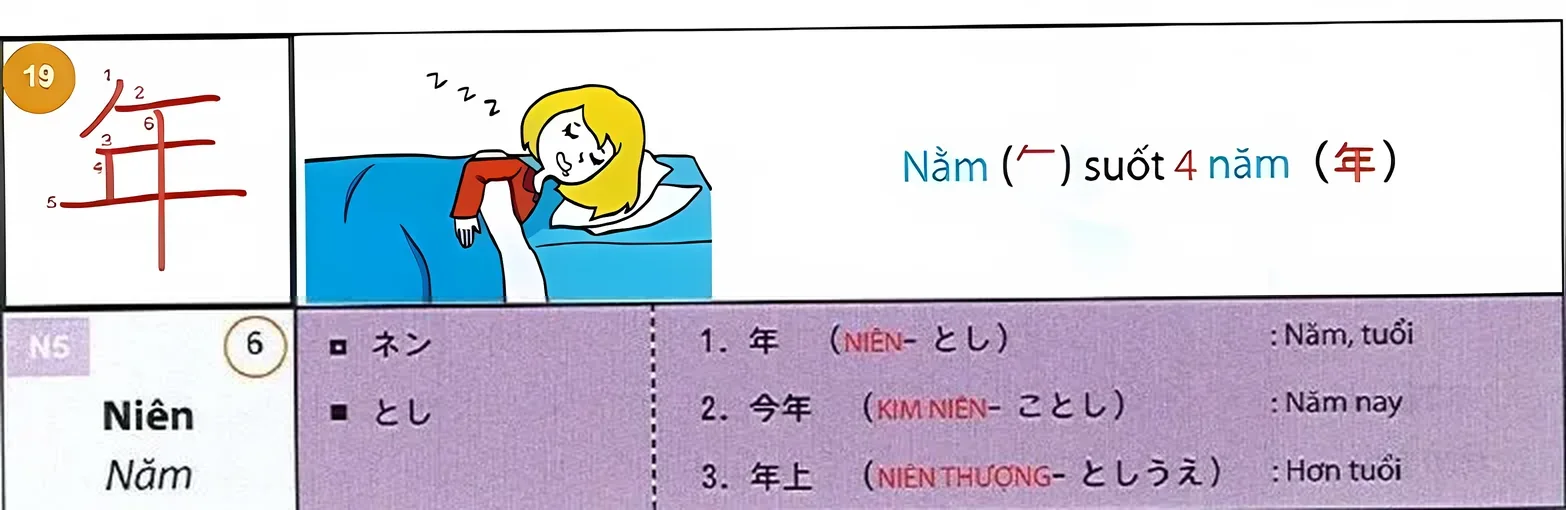 19
年
1
2
3
4
5
6
z z z
Nằm (𠂉) suốt 4 năm (年)
N5
6
Niên
Năm
ネン
とし
1. 年 (NIÊN- とし) : Năm, tuổi
2. 今年 (KIM NIÊN- ことし) : Năm nay
3. 年上 (NIÊN THƯỢNG- としうえ) : Hơn tuổi